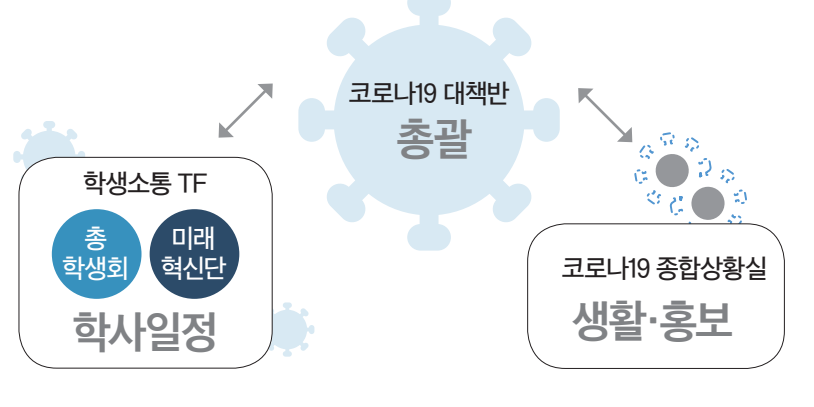 코로나19 대책반
총괄
학생소통 TF
총
학생회
미래
혁신단
학사일정
코로나19 종합상황실
생활·홍보